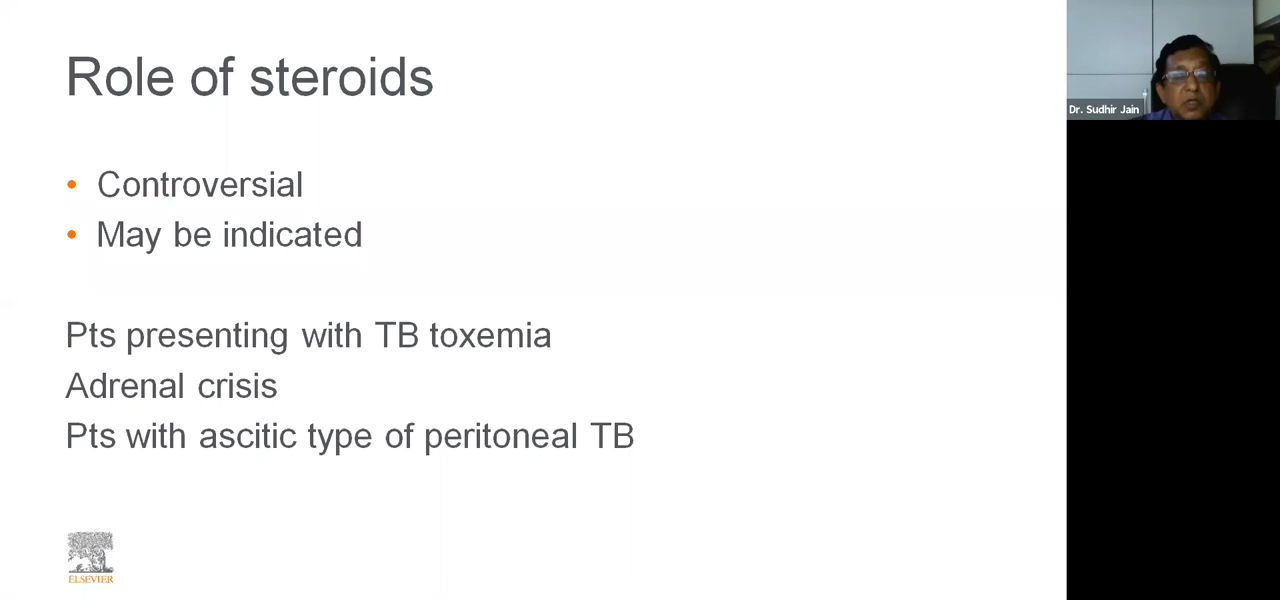 Role of steroids
Dr. Sudhir Jain
• Controversial
• May be indicated
Pts presenting with TB toxemia
Adrenal crisis
Pts with ascitic type of peritoneal TB
ELSEVIER